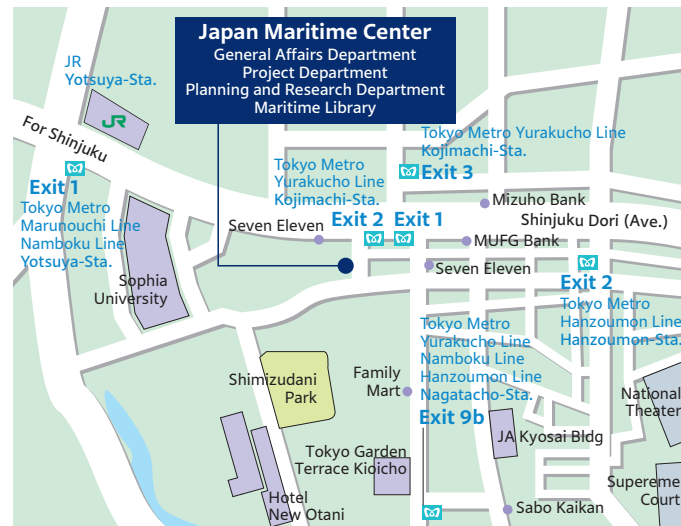 Japan Maritime Center
General Affairs Department
Project Department
Planning and Research Department
Maritime Library
JR
Yotsuya-Sta.
JR
For Shinjuku
Exit 1
Tokyo Metro
Marunouchi Line
Namboku Line
Yotsuya-Sta.
Sophia
University
Tokyo Metro
Yurakucho Line
Kojimachi-Sta.
Exit 2
Exit 1
Seven Eleven
Tokyo Metro Yurakucho Line
Kojimachi-Sta.
Exit 3
Mizuho Bank
Shinjuku Dori (Ave.)
MUFG Bank
Seven Eleven
Exit 2
Tokyo Metro
Hanzoumon Line
Hanzoumon-Sta.
Tokyo Metro
Yurakucho Line
Namboku Line
Hanzoumon Line
Nagatacho-Sta.
Exit 9b
Shimizudani
Park
Family
Mart
National
Theater
JA Kyosai Bldg
Tokyo Garden
Terrace Kioicho
Hotel
New Otani
Supereme
Court
Sabo Kaikan